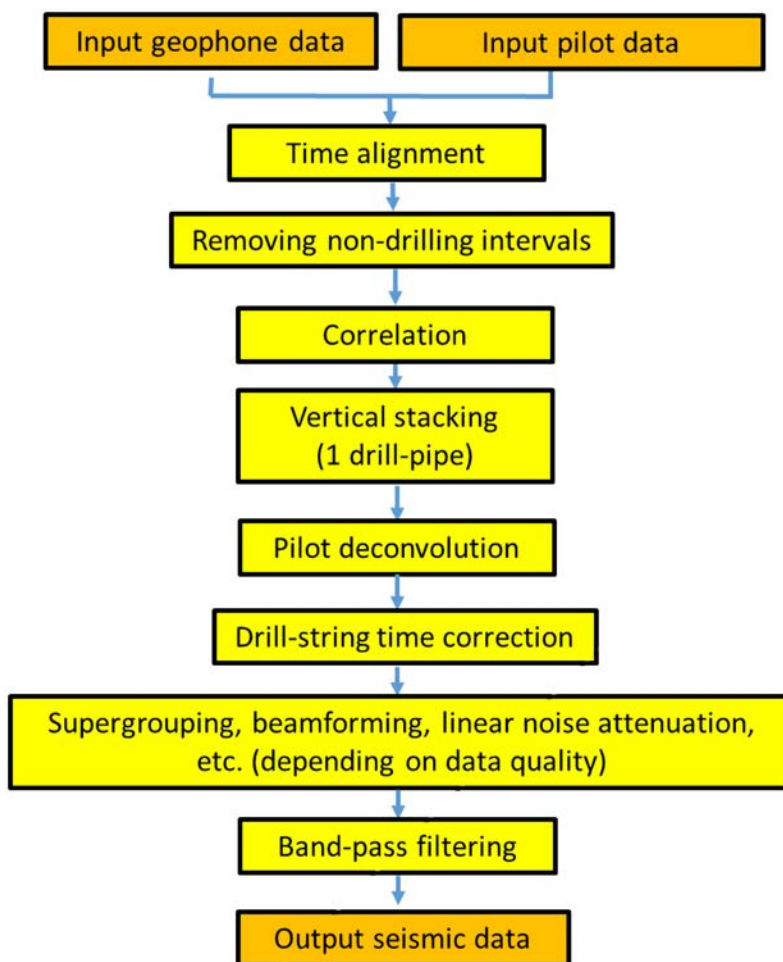 Input geophone data
Input pilot data
Time alignment
Removing non-drilling intervals
Correlation
Vertical stacking
(1 drill-pipe)
Pilot deconvolution
Drill-string time correction
Supergrouping, beamforming, linear noise attenuation,
etc. (depending on data quality)
Band-pass filtering
Output seismic data